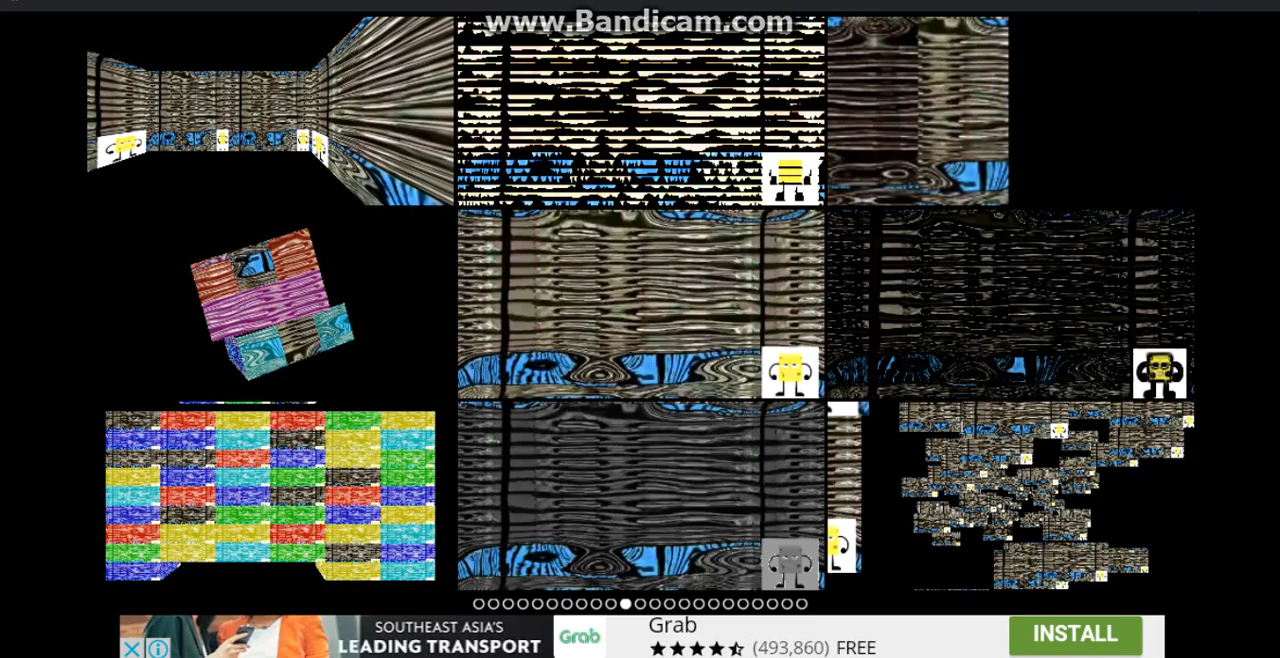 www.Bandicam.com
SOUTHEAST ASIA'S
LEADING TRANSPORT
Grab
Grab
(493,860) FREE
INSTALL